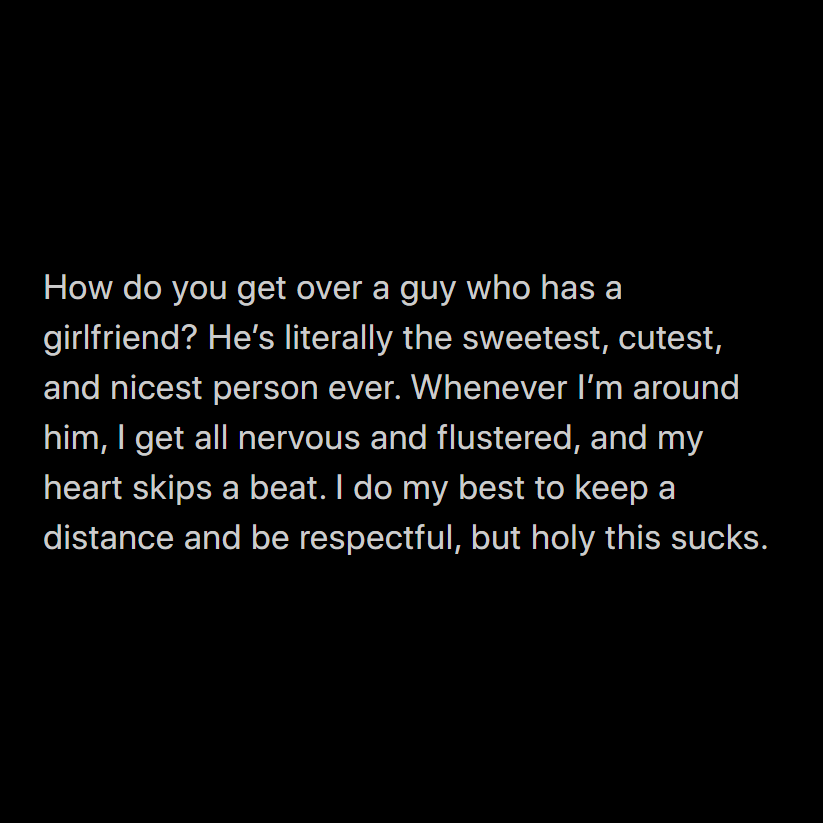 How do you get over a guy who has a
girlfriend? He’s literally the sweetest, cutest,
and nicest person ever. Whenever I’m around
him, I get all nervous and flustered, and my
heart skips a beat. I do my best to keep a
distance and be respectful, but holy this sucks.